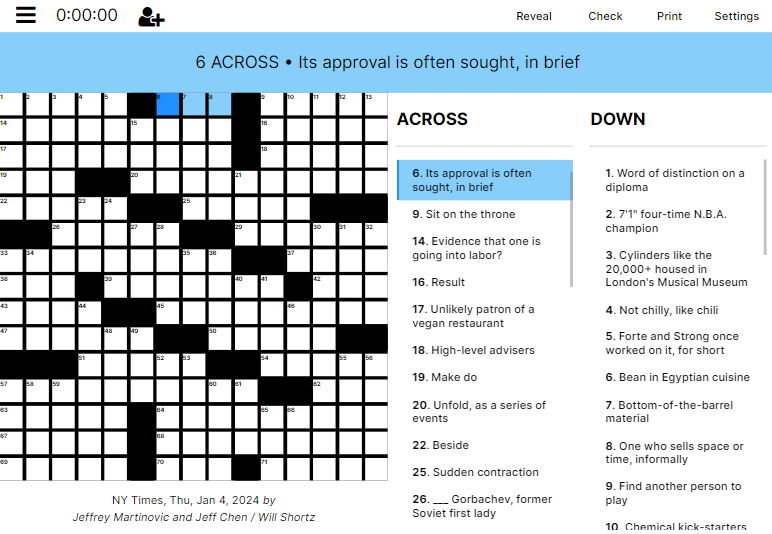 0:00:00
Reveal Check Print Settings
6 ACROSS • Its approval is often sought, in brief
1 2 3 4 5 6 7 8 9 10 11 12 13
14 15 16
17 18
19 20 21
22 23 24 25
26 27 28 29 30 31 32
33 34 35 36 37
38 39 40 41 42
43 44 45 46
47 48 49 50
51 52 53 54 55 56
57 58 59 60 61 62
63 64 65 66
67 68
69 70 71
NY Times, Thu, Jan 4, 2024 by
Jeffrey Martinovic and Jeff Chen / Will Shortz
ACROSS
6. Its approval is often
sought, in brief
9. Sit on the throne
14. Evidence that one is
going into labor?
16. Result
17. Unlikely patron of a
vegan restaurant
18. High-level advisers
19. Make do
20. Unfold, as a series of
events
22. Beside
25. Sudden contraction
26. ___ Gorbachev, former
Soviet first lady
DOWN
1. Word of distinction on a
diploma
2. 7'1" four-time N.B.A.
champion
3. Cylinders like the
20,000+ housed in
London's Musical Museum
4. Not chilly, like chili
5. Forte and Strong once
worked on it, for short
6. Bean in Egyptian cuisine
7. Bottom-of-the-barrel
material
8. One who sells space or
time, informally
9. Find another person to
play
10. Chemical kick-starters